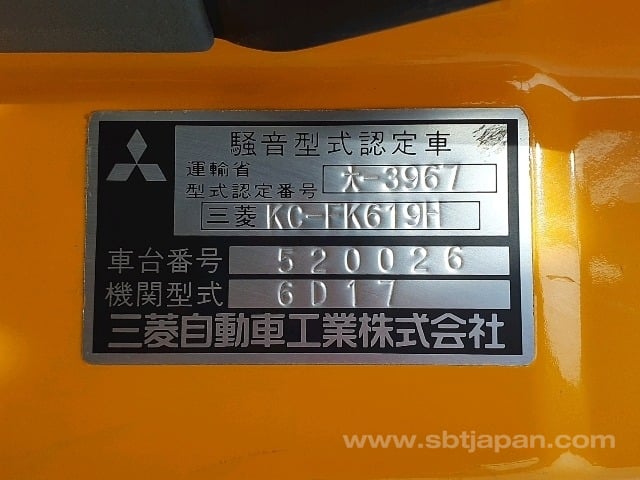 騒音型式認定車
運輸省
型式認定番号 大-3967
三菱 KC-FK619H
車台番号 520026
機関型式 6D17
三菱自動車工業株式会社
www.sbtjapan.com